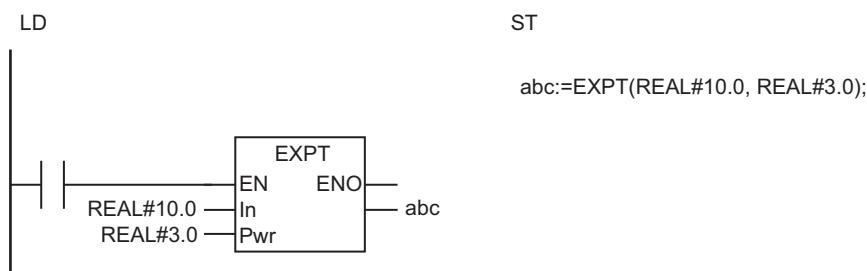 LD
ST
abc:=EXPT(REAL#10.0, REAL#3.0);
EXPT
EN ENO
REAL#10.0 In abc
REAL#3.0 Pwr